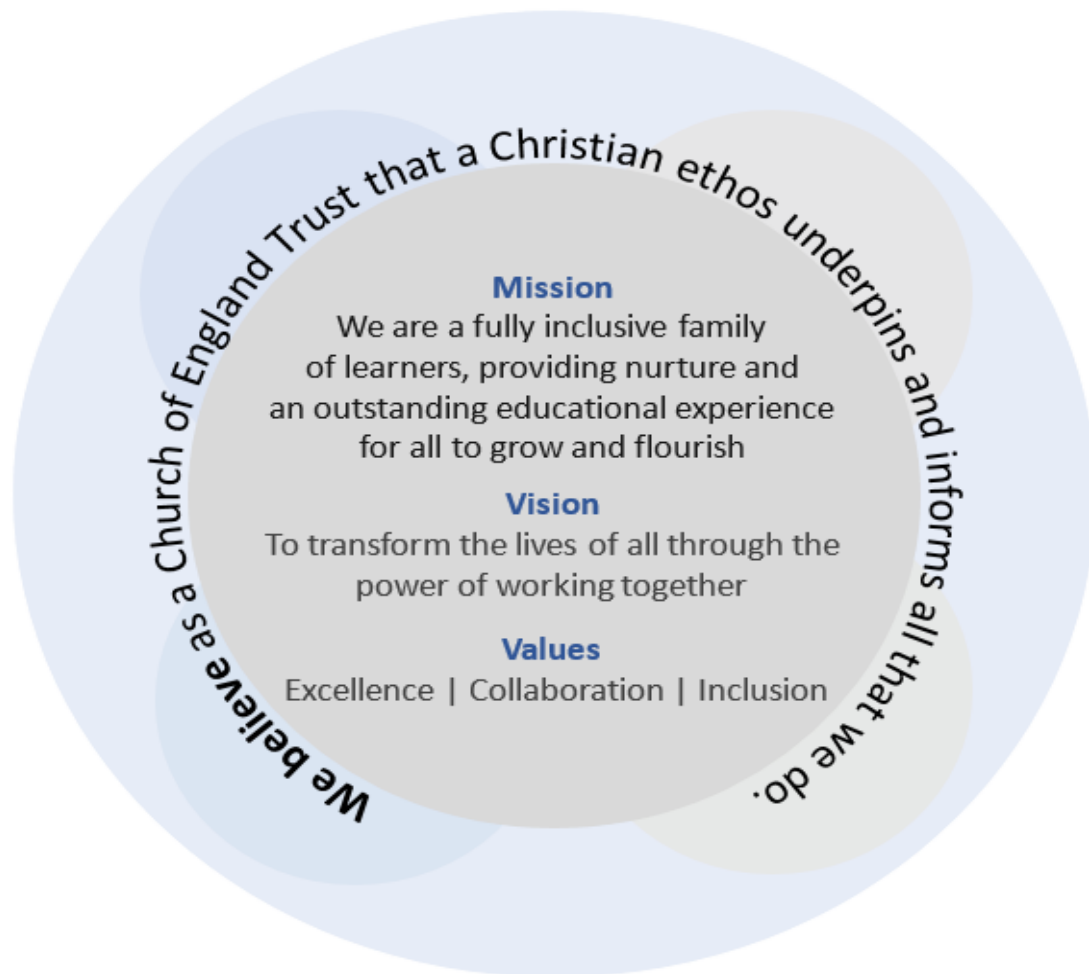 We believe as a Church of England Trust that a Christian ethos underpins and informs all that we do.
Mission
We are a fully inclusive family
of learners, providing nurture and
an outstanding educational experience
for all to grow and flourish
Vision
To transform the lives of all through the
power of working together
Values
Excellence | Collaboration | Inclusion